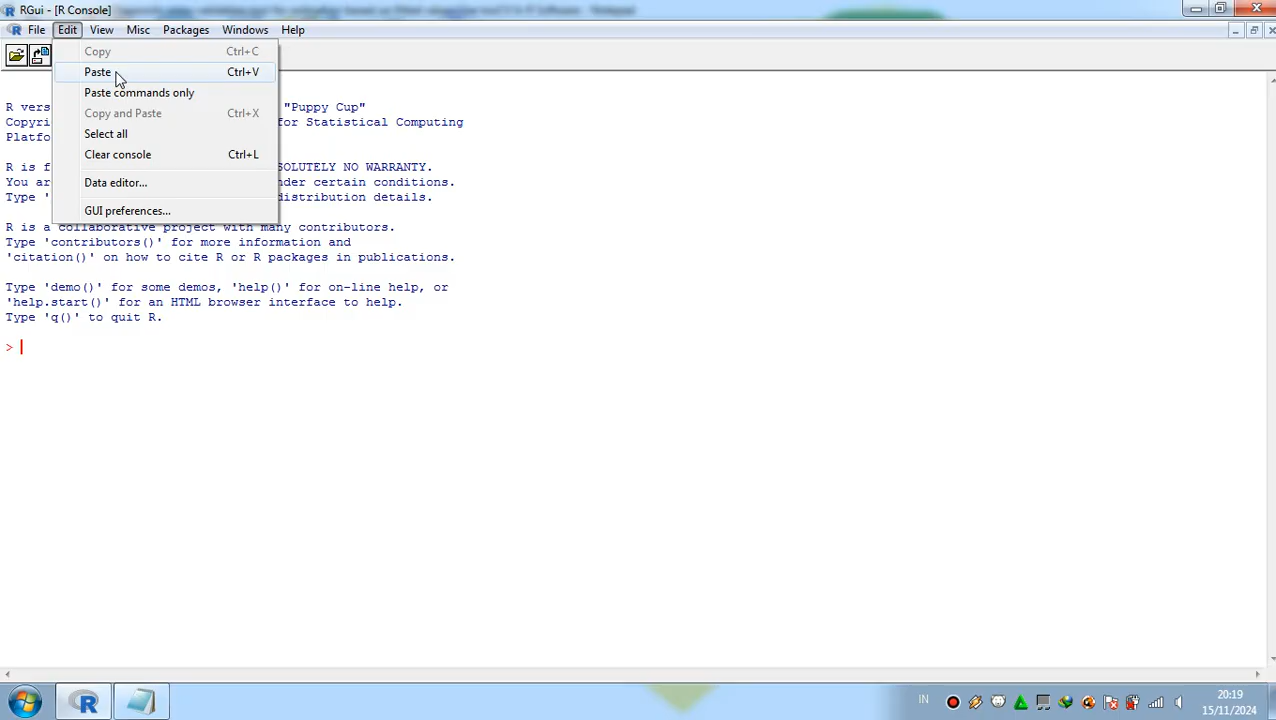 RGui - [R Console]
File Edit View Misc Packages Windows Help
Copy Ctrl+C
Paste Ctrl+V
Paste commands only
Copy and Paste Ctrl+X
Select all
Clear console Ctrl+L
Data editor...
GUI preferences...
R vers "Puppy Cup"
Copyri for Statistical Computing
Platfo
R is f SOLUTELY NO WARRANTY.
You ar nder certain conditions.
Type ' distribution details.
R is a collaborative project with many contributors.
Type 'contributors()' for more information and
'citation()' on how to cite R or R packages in publications.
Type 'demo()' for some demos, 'help()' for on-line help, or
'help.start()' for an HTML browser interface to help.
Type 'q()' to quit R.
>
IN
20:19
15/11/2024